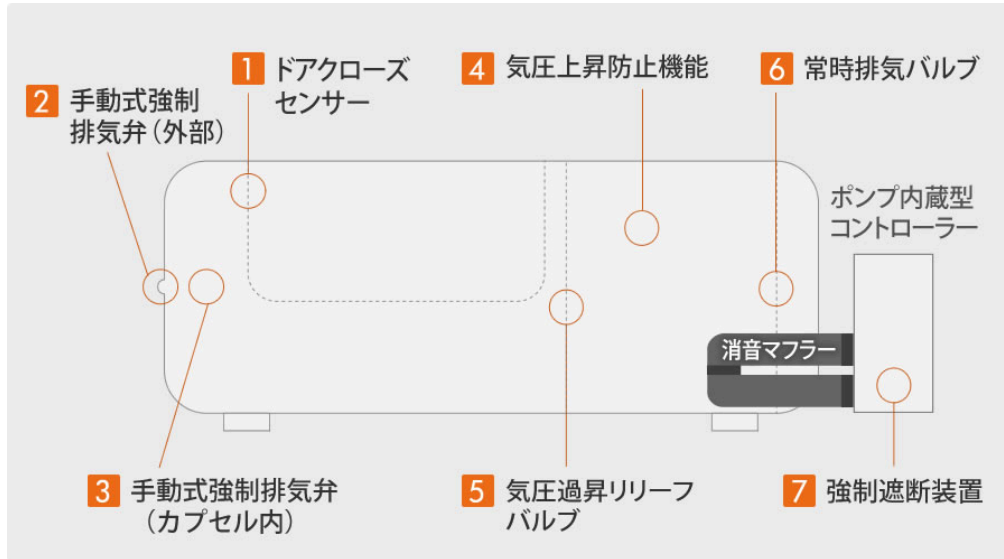 1 ドアクローズ
センサー
2 手動式強制
排気弁（外部）
4 気圧上昇防止機能
6 常時排気バルブ
ポンプ内蔵型
コントローラー
消音マフラー
3 手動式強制排気弁
（カプセル内）
5 気圧過昇リリーフ
バルブ
7 強制遮断装置